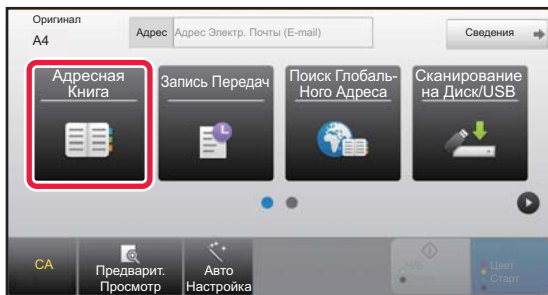 Оригинал
A4
Адрес
Адрес Электр. Почты (E-mail)
Сведения
Адресная
Книга
Запись Передач
Поиск Глобаль-
Ного Адреса
Сканирование
на Диск/USB
CA
Предварит.
Просмотр
Авто
Настройка
Цвет
Старт